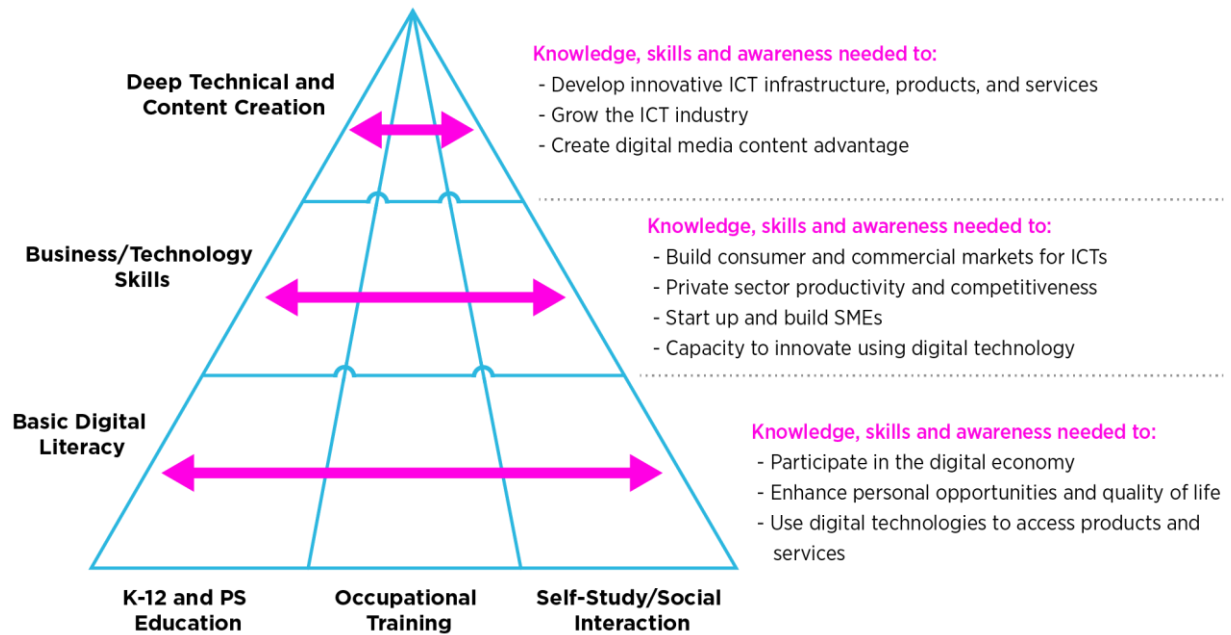 Deep Technical and
Content Creation
Knowledge, skills and awareness needed to:
- Develop innovative ICT infrastructure, products, and services
- Grow the ICT industry
- Create digital media content advantage
Business/Technology
Skills
Knowledge, skills and awareness needed to:
- Build consumer and commercial markets for ICTs
- Private sector productivity and competitiveness
- Start up and build SMEs
- Capacity to innovate using digital technology
Basic Digital
Literacy
Knowledge, skills and awareness needed to:
- Participate in the digital economy
- Enhance personal opportunities and quality of life
- Use digital technologies to access products and
services
K-12 and PS
Education
Occupational
Training
Self-Study/Social
Interaction